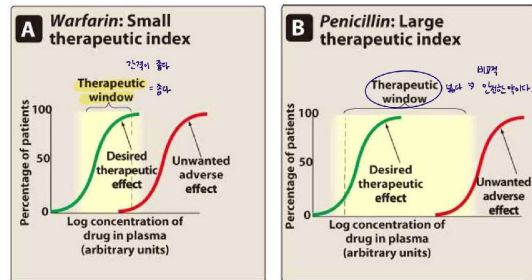 A Warfarin: Small
therapeutic index
간격이 좁다
Therapeutic
window
= 좁다
100
50
0
Percentage of patients
Desired
therapeutic
effect
Unwanted
adverse
effect
Log concentration of
drug in plasma
(arbitrary units)
B Penicillin: Large
therapeutic index
Therapeutic
window
넓다 ⇒ 비교적
안전한 약이다
100
50
0
Percentage of patients
Desired
therapeutic
effect
Unwanted
adverse
effect
Log concentration of
drug in plasma
(arbitrary units)